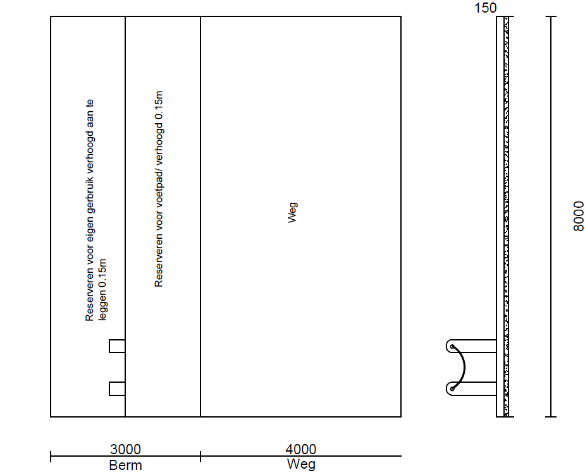 150
Reserveren voor eigen gerbruik verhoogd aan te
leggen 0.15m
Reserveren voor voetpad/ verhoogd 0.15m
Weg
8000
3000
4000
Berm
Weg